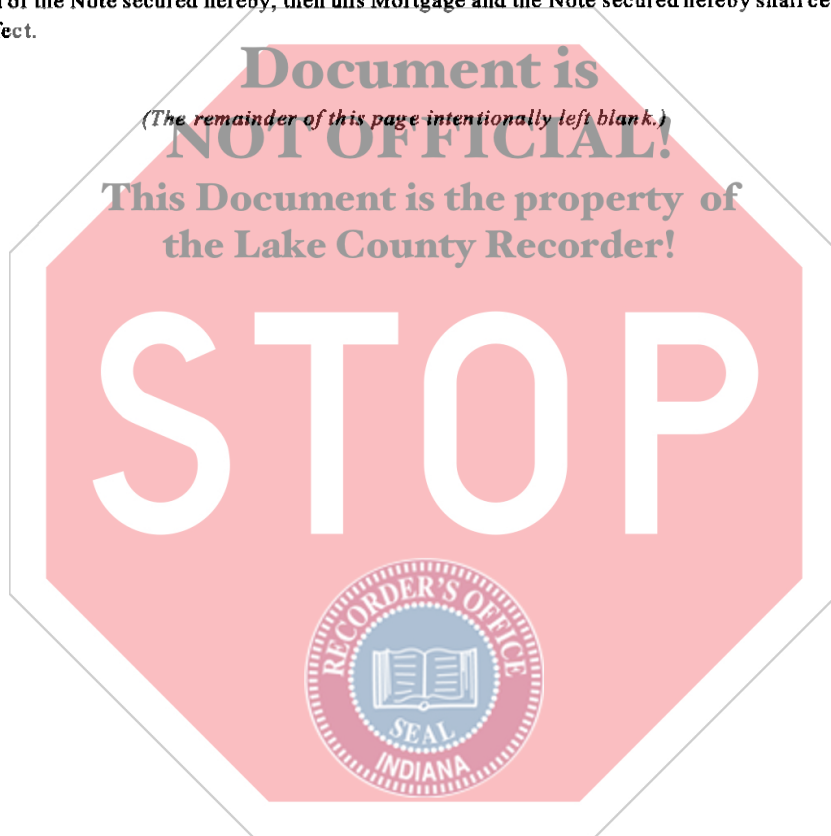 of the Note secured hereby, then this Mortgage and the Note secured hereby shall ce
fect.
Document is
(The remainder of this page intentionally left blank.)
NOT OFFICIAL!
This Document is the property of
the Lake County Recorder!
STOP
RECORDER'S OFFICE
SEAL
INDIANA